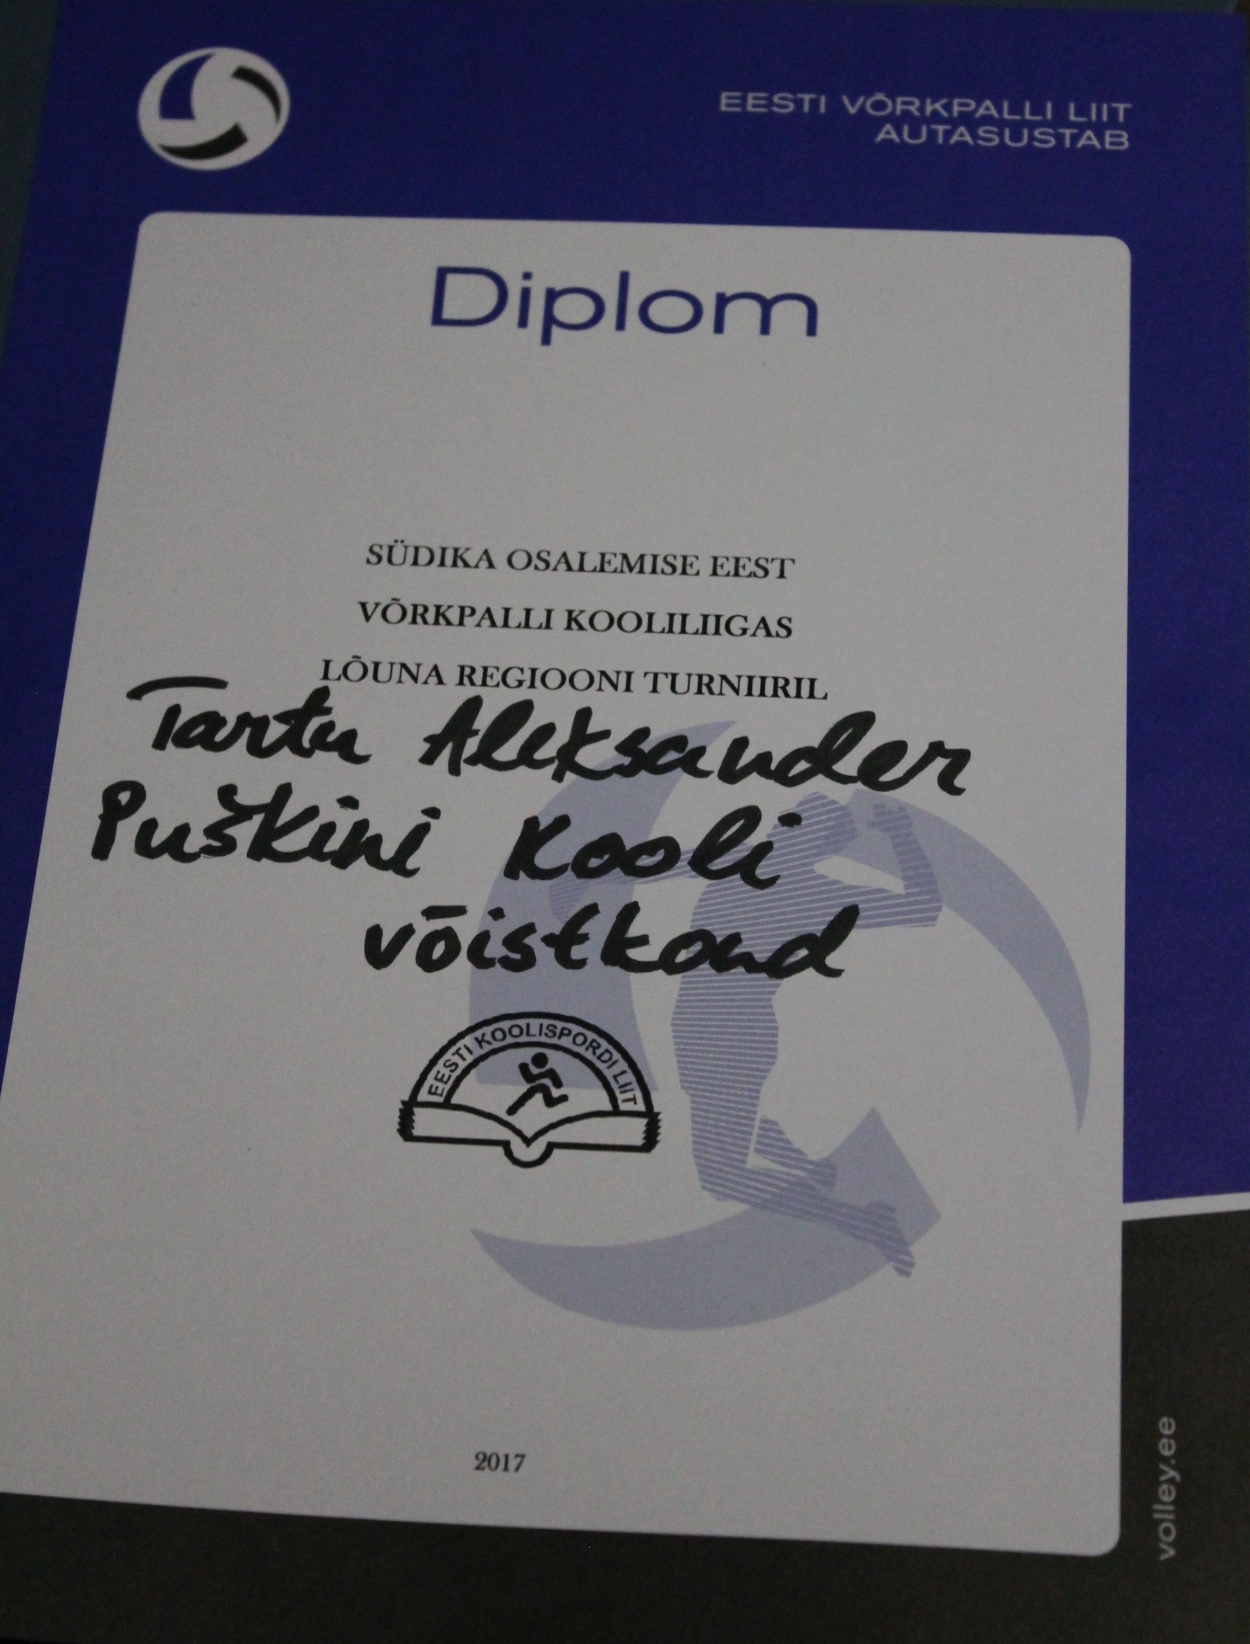 EESTI VÕRKPALLI LIIT
AUTASUSTAB
Diplom
SÜDIKA OSALEMISE EEST
VÕRKPALLI KOOLILIIGAS
LÕUNA REGIOONI TURNIIRIL
Tartu Aleksander
Puškini Kooli
võistkond
EESTI KOOLISPORDI LIIT
2017
volley.ee